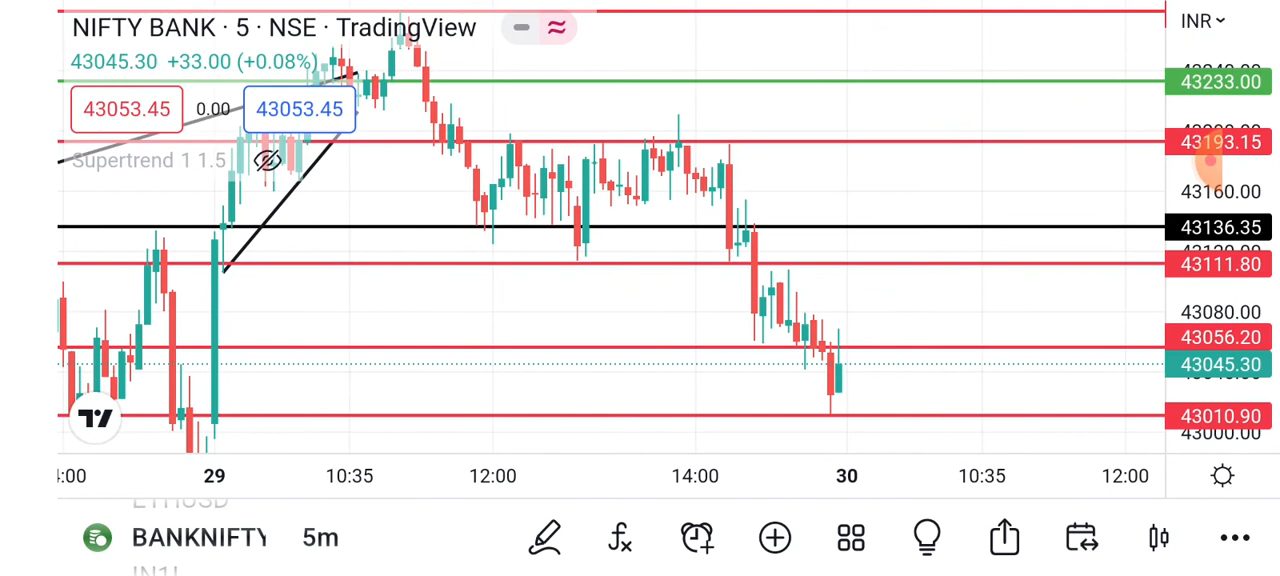 NIFTY BANK · 5 · NSE · TradingView
INR
43045.30 +33.00 (+0.08%)
43233.00
43053.45 0.00 43053.45
43193.15
Supertrend 1 1.5
43160.00
43136.35
43111.80
43080.00
43056.20
43045.30
43010.90
43000.00
29 10:35 12:00 14:00 30 10:35 12:00
ETHUSD
BANKNIFTY 5m